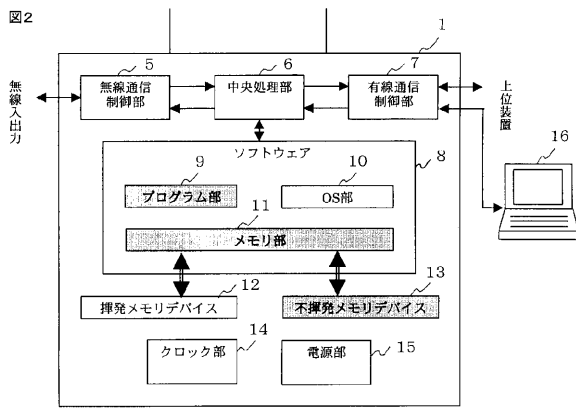 図2
1
5
6
7
無線通信
制御部
中央処理部
有線通信
制御部
無線入出力
上位装置
16
ソフトウェア
8
9
10
プログラム部
OS部
11
メモリ部
12
13
揮発メモリデバイス
不揮発メモリデバイス
14
15
クロック部
電源部